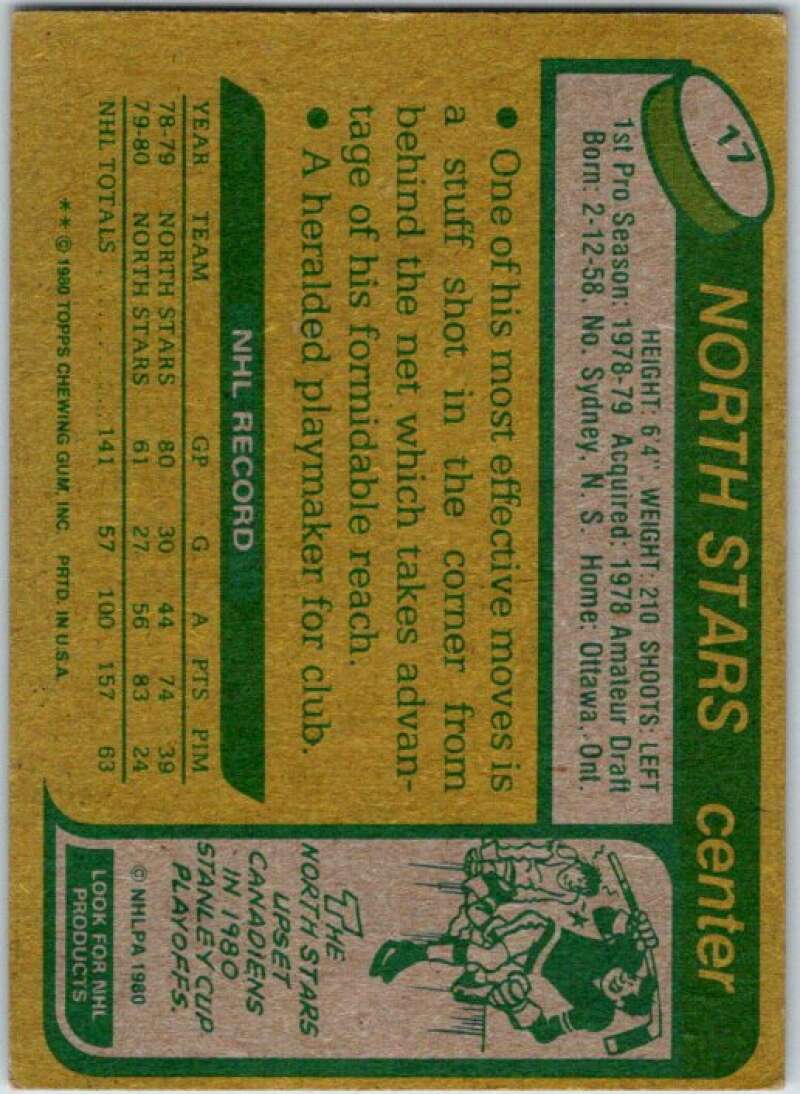 17
NORTH STARS center
HEIGHT: 6'4" WEIGHT: 210 SHOOTS: LEFT
1st Pro Season: 1978-79 Acquired: 1978 Amateur Draft
Born: 2-12-58, No. Sydney, N. S. Home: Ottawa, Ont.
• One of his most effective moves is
a stuff shot in the corner from
behind the net which takes advan-
tage of his formidable reach.
• A heralded playmaker for club.
NHL RECORD
YEAR TEAM GP G A PTS PIM
78-79 NORTH STARS 80 30 44 74 39
79-80 NORTH STARS 61 27 56 83 24
NHL TOTALS ........... 141 57 100 157 63
** © 1980 TOPPS CHEWING GUM, INC. PRTD. IN U.S.A.
THE
NORTH STARS
UPSET
CANADIENS
IN 1980
STANLEY CUP
PLAYOFFS.
© NHLPA 1980
LOOK FOR NHL
PRODUCTS